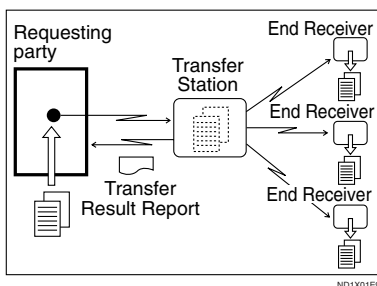 Requesting
party
Transfer
Station
End Receiver
End Receiver
End Receiver
Transfer
Result Report